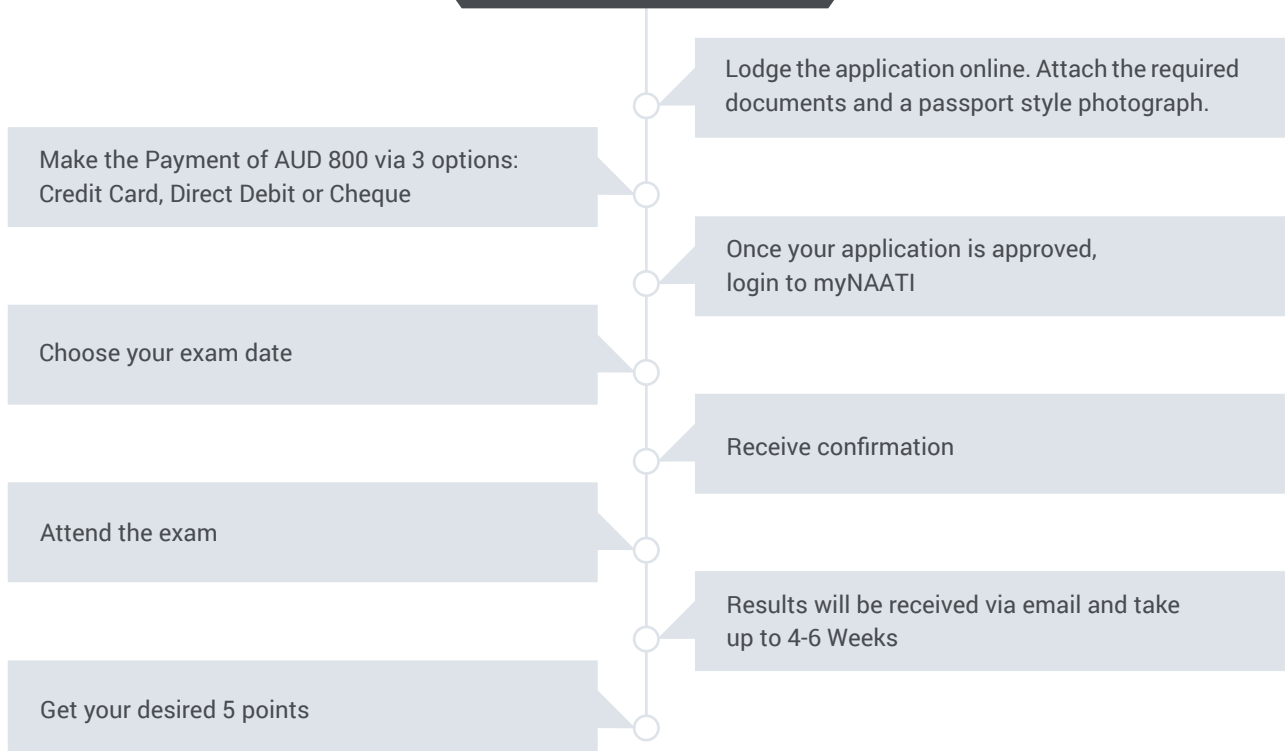 Lodge the application online. Attach the required
documents and a passport style photograph.
Make the Payment of AUD 800 via 3 options:
Credit Card, Direct Debit or Cheque
Once your application is approved,
login to myNAATI
Choose your exam date
Receive confirmation
Attend the exam
Results will be received via email and take
up to 4-6 Weeks
Get your desired 5 points